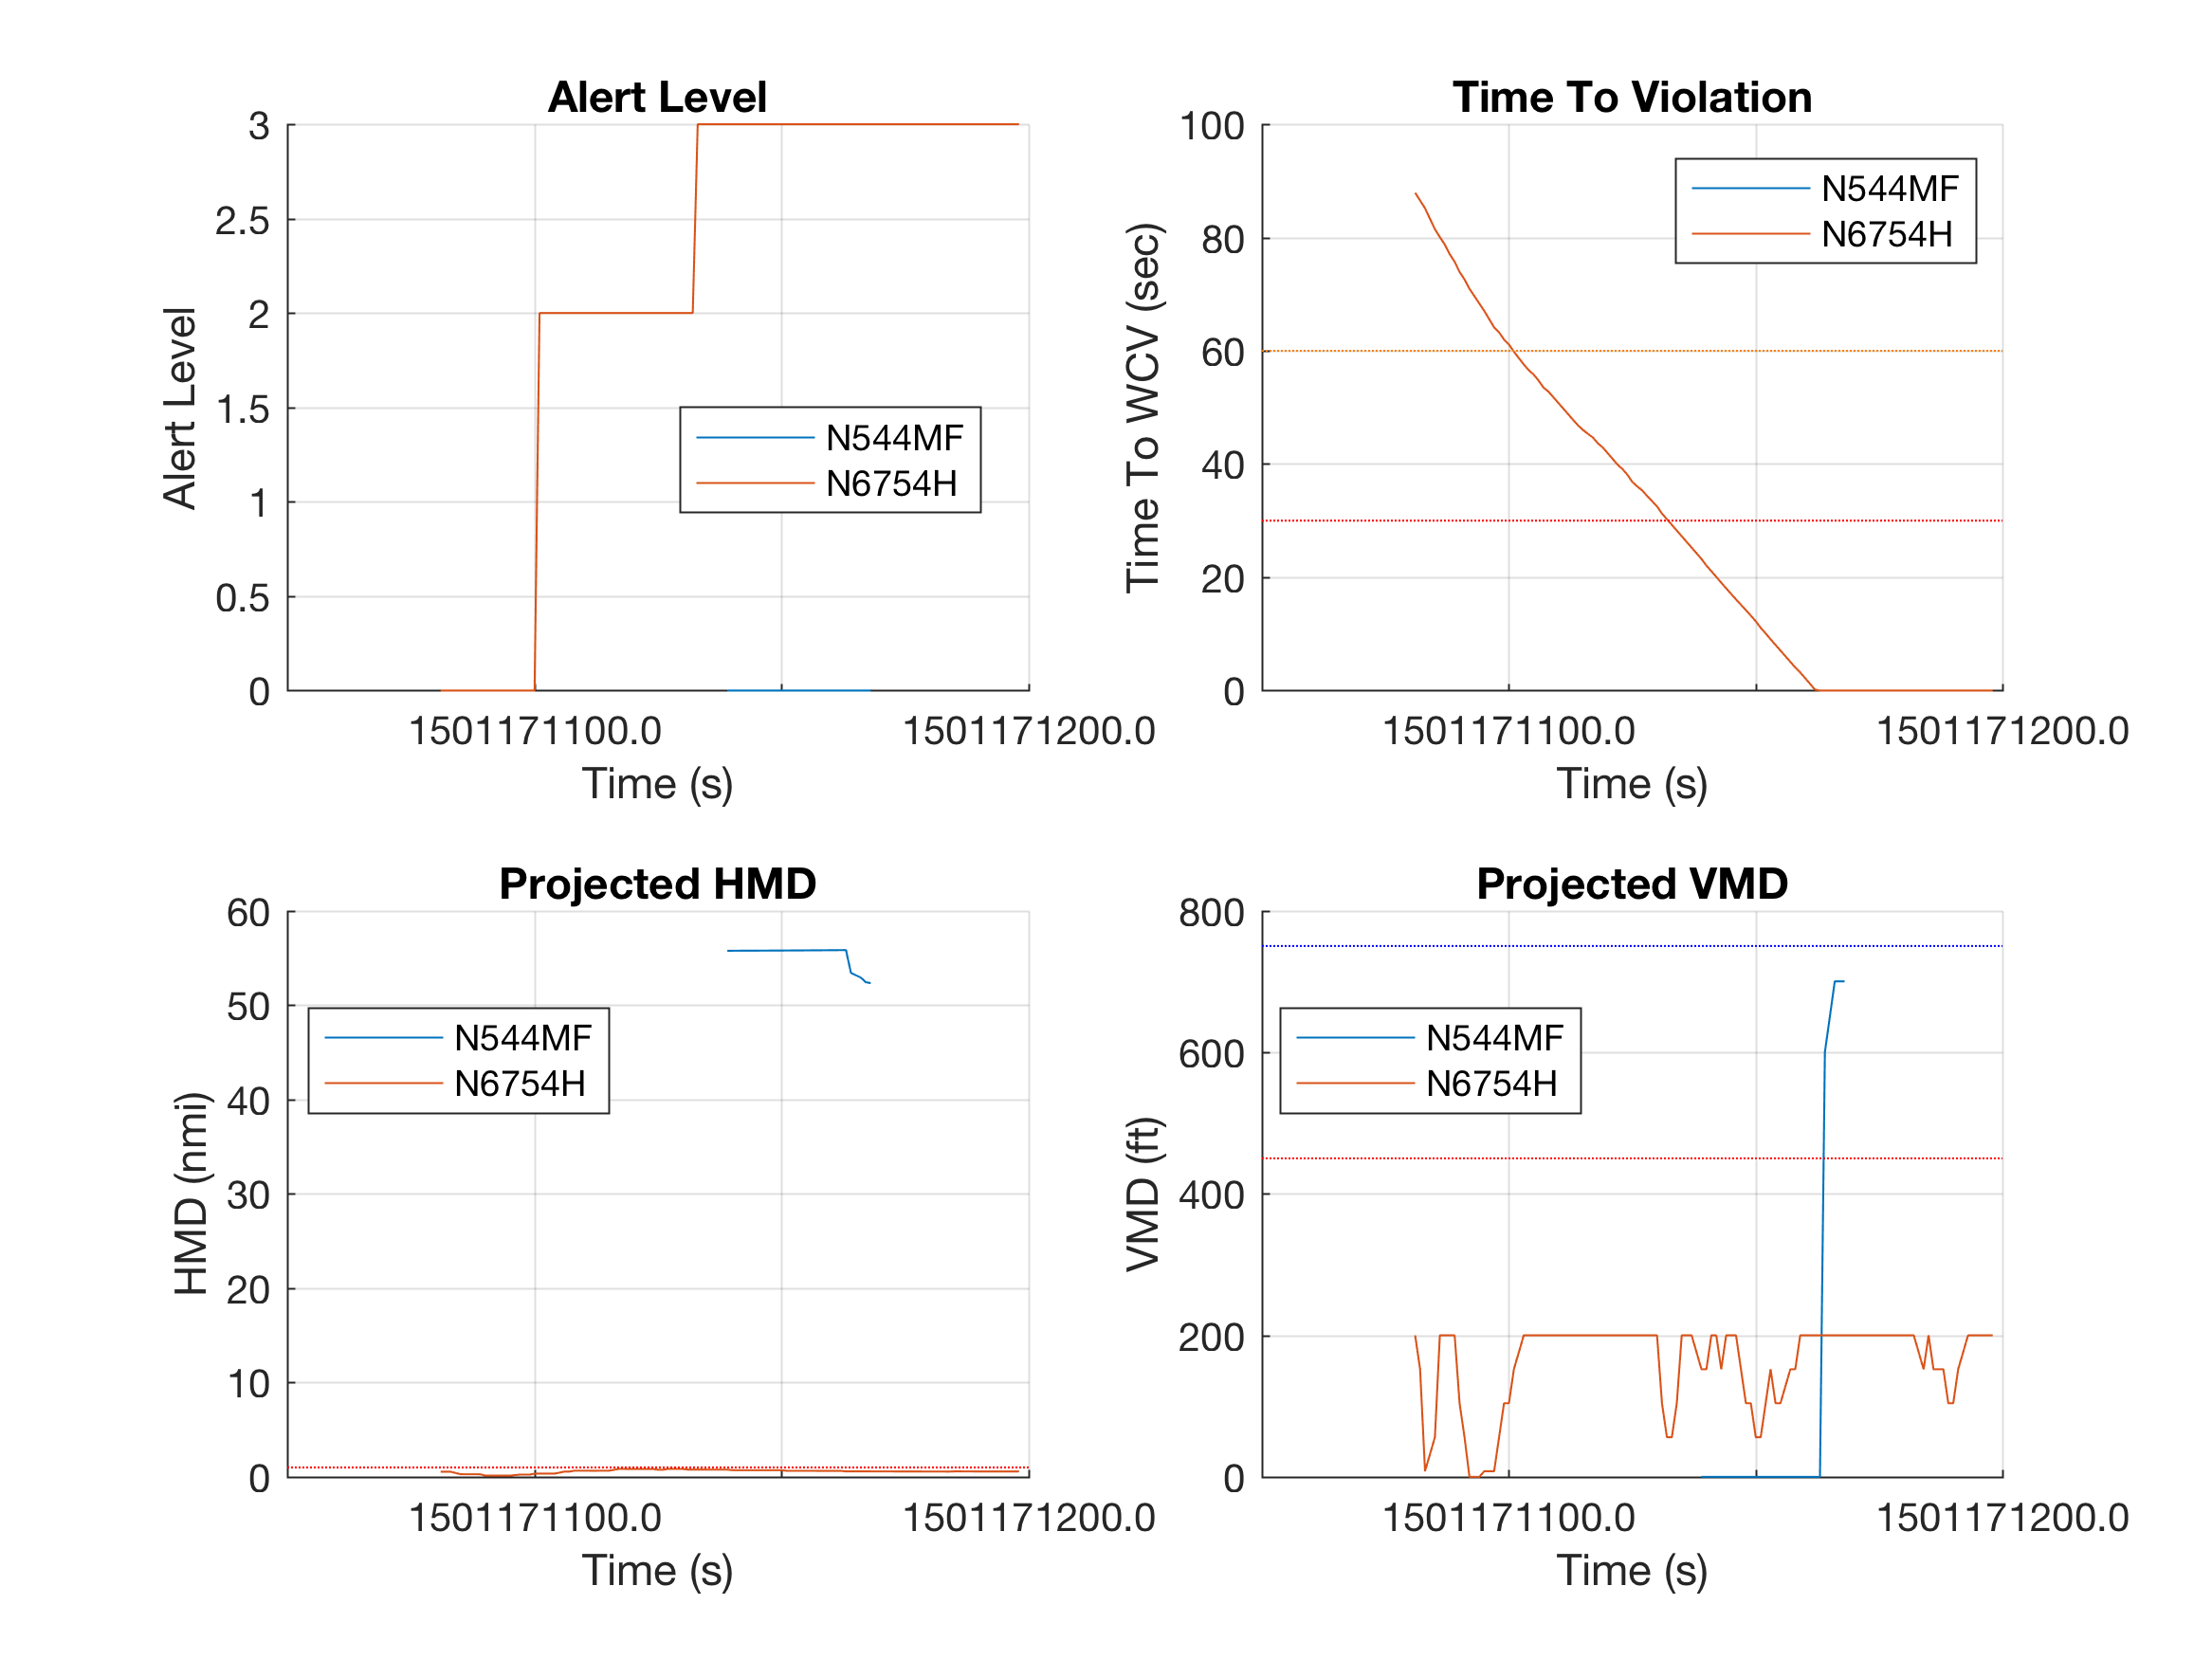 Alert Level
3
2.5
2
1.5
1
0.5
0
Alert Level
N544MF
N6754H
1501171100.0
1501171200.0
Time (s)
Time To Violation
100
80
60
40
20
0
Time To WCV (sec)
N544MF
N6754H
1501171100.0
1501171200.0
Time (s)
Projected HMD
60
50
40
30
20
10
0
HMD (nmi)
N544MF
N6754H
1501171100.0
1501171200.0
Time (s)
Projected VMD
800
600
400
200
0
VMD (ft)
N544MF
N6754H
1501171100.0
1501171200.0
Time (s)